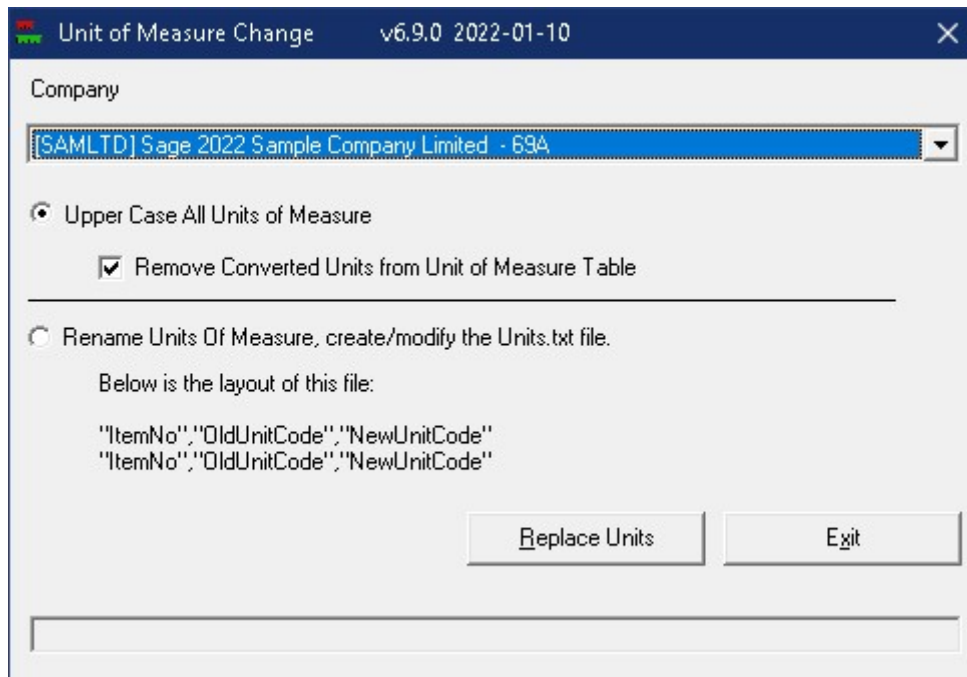 Unit of Measure Change v6.9.0 2022-01-10
Company
[SAMLTD] Sage 2022 Sample Company Limited - 69A
Upper Case All Units of Measure
Remove Converted Units from Unit of Measure Table
Rename Units Of Measure, create/modify the Units.txt file.
Below is the layout of this file:
"ItemNo","OldUnitCode","NewUnitCode"
"ItemNo","OldUnitCode","NewUnitCode"
Replace Units Exit